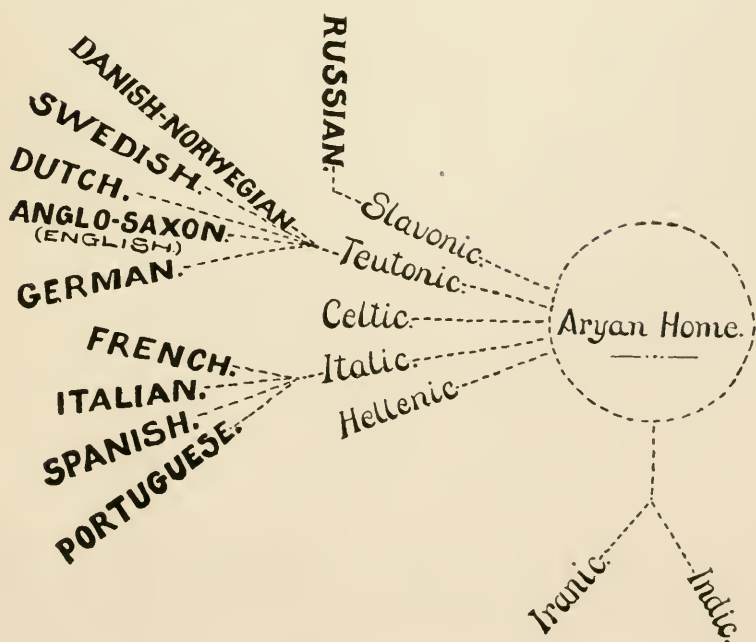 RUSSIAN.
DANISH-NORWEGIAN.
SWEDISH.
DUTCH.
ANGLO-SAXON.
(ENGLISH)
GERMAN.
FRENCH.
ITALIAN.
SPANISH.
PORTUGUESE.
Slavonic.
Teutonic.
Celtic.
Italic.
Hellenic
Aryan Home.
Iranic.
Indic.